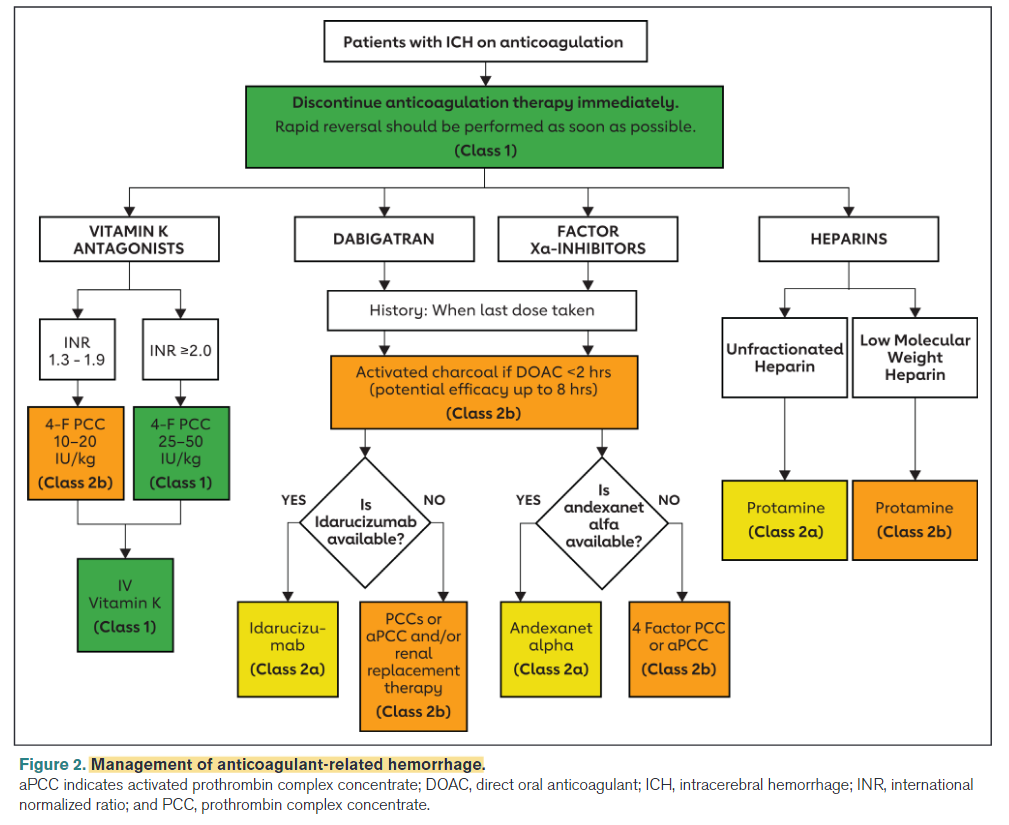 Patients with ICH on anticoagulation
Discontinue anticoagulation therapy immediately.
Rapid reversal should be performed as soon as possible.
(Class 1)
VITAMIN K
ANTAGONISTS
DABIGATRAN
FACTOR
Xa-INHIBITORS
HEPARINS
History: When last dose taken
INR
1.3 - 1.9
INR ≥2.0
Unfractionated
Heparin
Low Molecular
Weight
Heparin
Activated charcoal if DOAC <2 hrs
(potential efficacy up to 8 hrs)
(Class 2b)
4-F PCC
10–20
IU/kg
(Class 2b)
4-F PCC
25–50
IU/kg
(Class 1)
YES
Is
Idarucizumab
available?
NO
YES
Is
andexanet
alfa
available?
NO
Protamine
(Class 2a)
Protamine
(Class 2b)
IV
Vitamin K
(Class 1)
Idarucizu-
mab
(Class 2a)
PCCs or
aPCC and/or
renal
replacement
therapy
(Class 2b)
Andexanet
alpha
(Class 2a)
4 Factor PCC
or aPCC
(Class 2b)
Figure 2. Management of anticoagulant-related hemorrhage.
aPCC indicates activated prothrombin complex concentrate; DOAC, direct oral anticoagulant; ICH, intracerebral hemorrhage; INR, international
normalized ratio; and PCC, prothrombin complex concentrate.